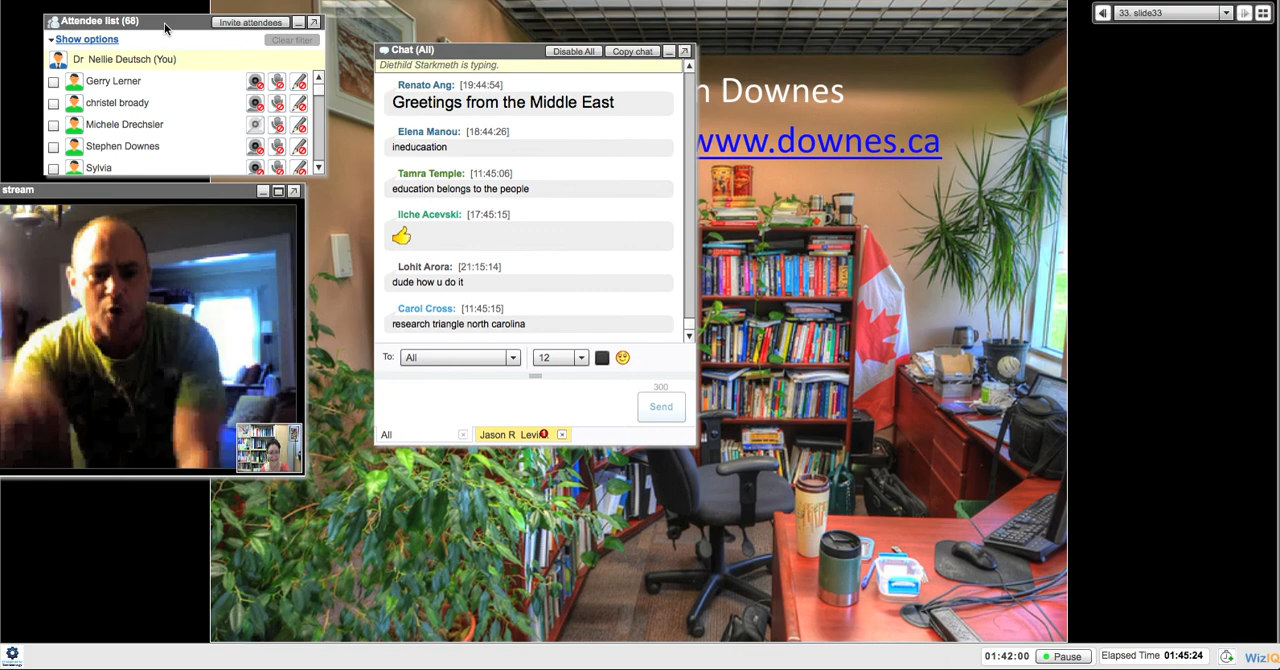 Attendee list (68)
Invite attendees
Show options
Clear filter
Dr Nellie Deutsch (You)
Gerry Lerner
christel broady
Michele Drechsler
Stephen Downes
Sylvia
stream
Chat (All)
Disable All
Copy chat
Diethild Starkmeth is typing.
Renato Ang: [19:44:54]
Greetings from the Middle East
Elena Manou: [18:44:26]
ineducaation
Tamra Temple: [11:45:06]
education belongs to the people
Ilche Acevski: [17:45:15]
Lohit Arora: [21:15:14]
dude how u do it
Carol Cross: [11:45:15]
research triangle north carolina
To: All 12
300
Send
All
Jason R Levi
33. slide33
n Downes
www.downes.ca
01:42:00 Pause Elapsed Time 01:45:24 WizIQ